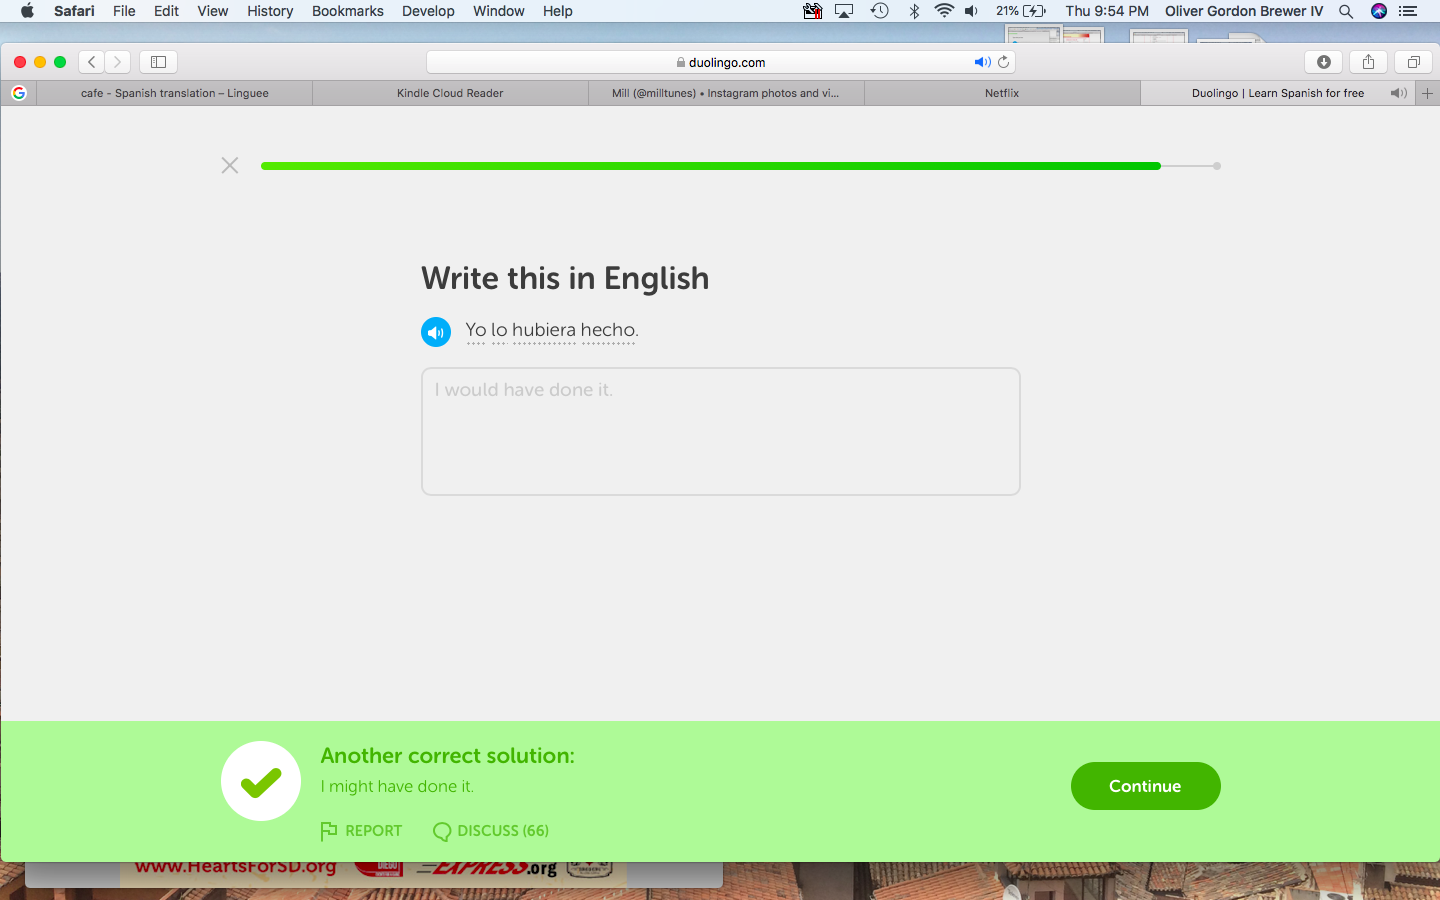 Safari File Edit View History Bookmarks Develop Window Help 21% Thu 9:54 PM Oliver Gordon Brewer IV
duolingo.com
G cafe - Spanish translation – Linguee Kindle Cloud Reader Mill (@milltunes) • Instagram photos and vi... Netflix Duolingo | Learn Spanish for free
Write this in English
Yo lo hubiera hecho.
I would have done it.
Another correct solution:
I might have done it.
Continue
REPORT DISCUSS (66)
www.HeartsForSD.org EXPRESS.org